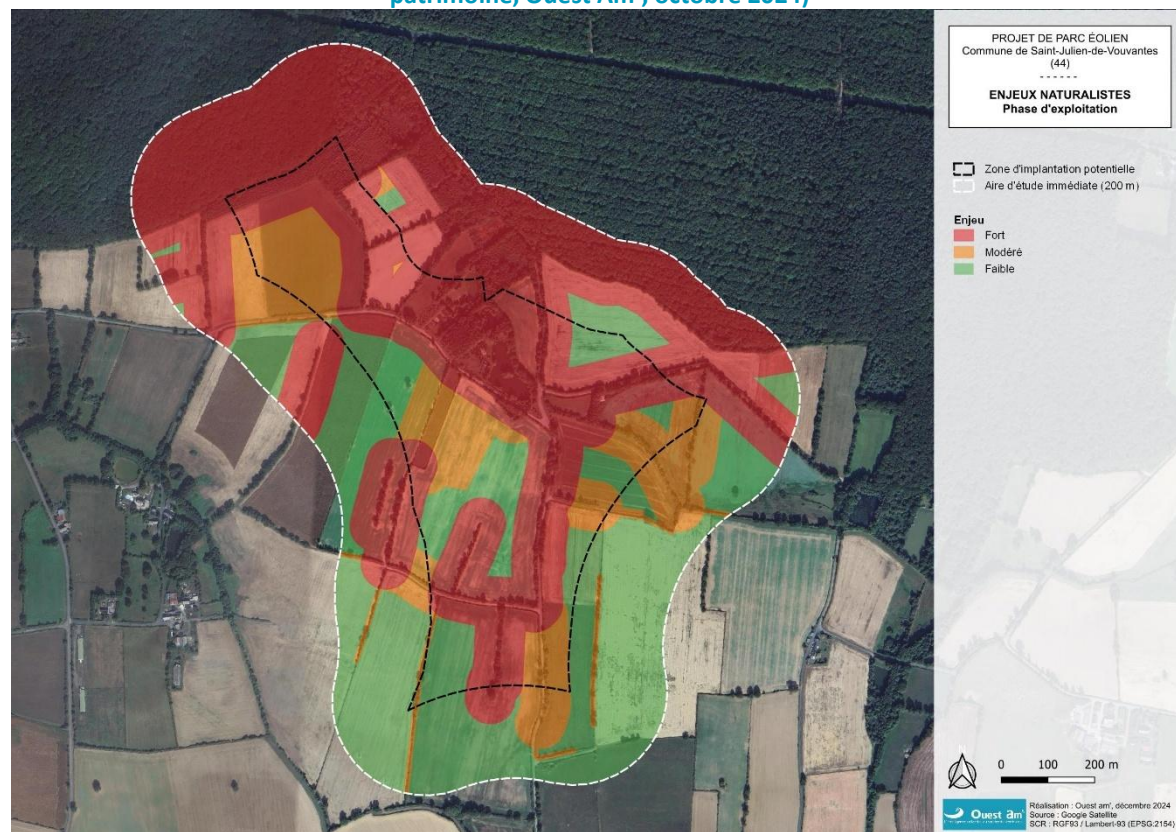 patrimoine, Ouest Am', octobre 2024)
PROJET DE PARC ÉOLIEN
Commune de Saint-Julien-de-Vouvantes
(44)
------
ENJEUX NATURALISTES
Phase d'exploitation
Zone d'implantation potentielle
Aire d'étude immédiate (200 m)
Enjeu
Fort
Modéré
Faible
0 100 200 m
Ouest am'
Réalisation : Ouest am', décembre 2024
Source : Google Satellite
SCR : RGF93 / Lambert-93 (EPSG:2154)